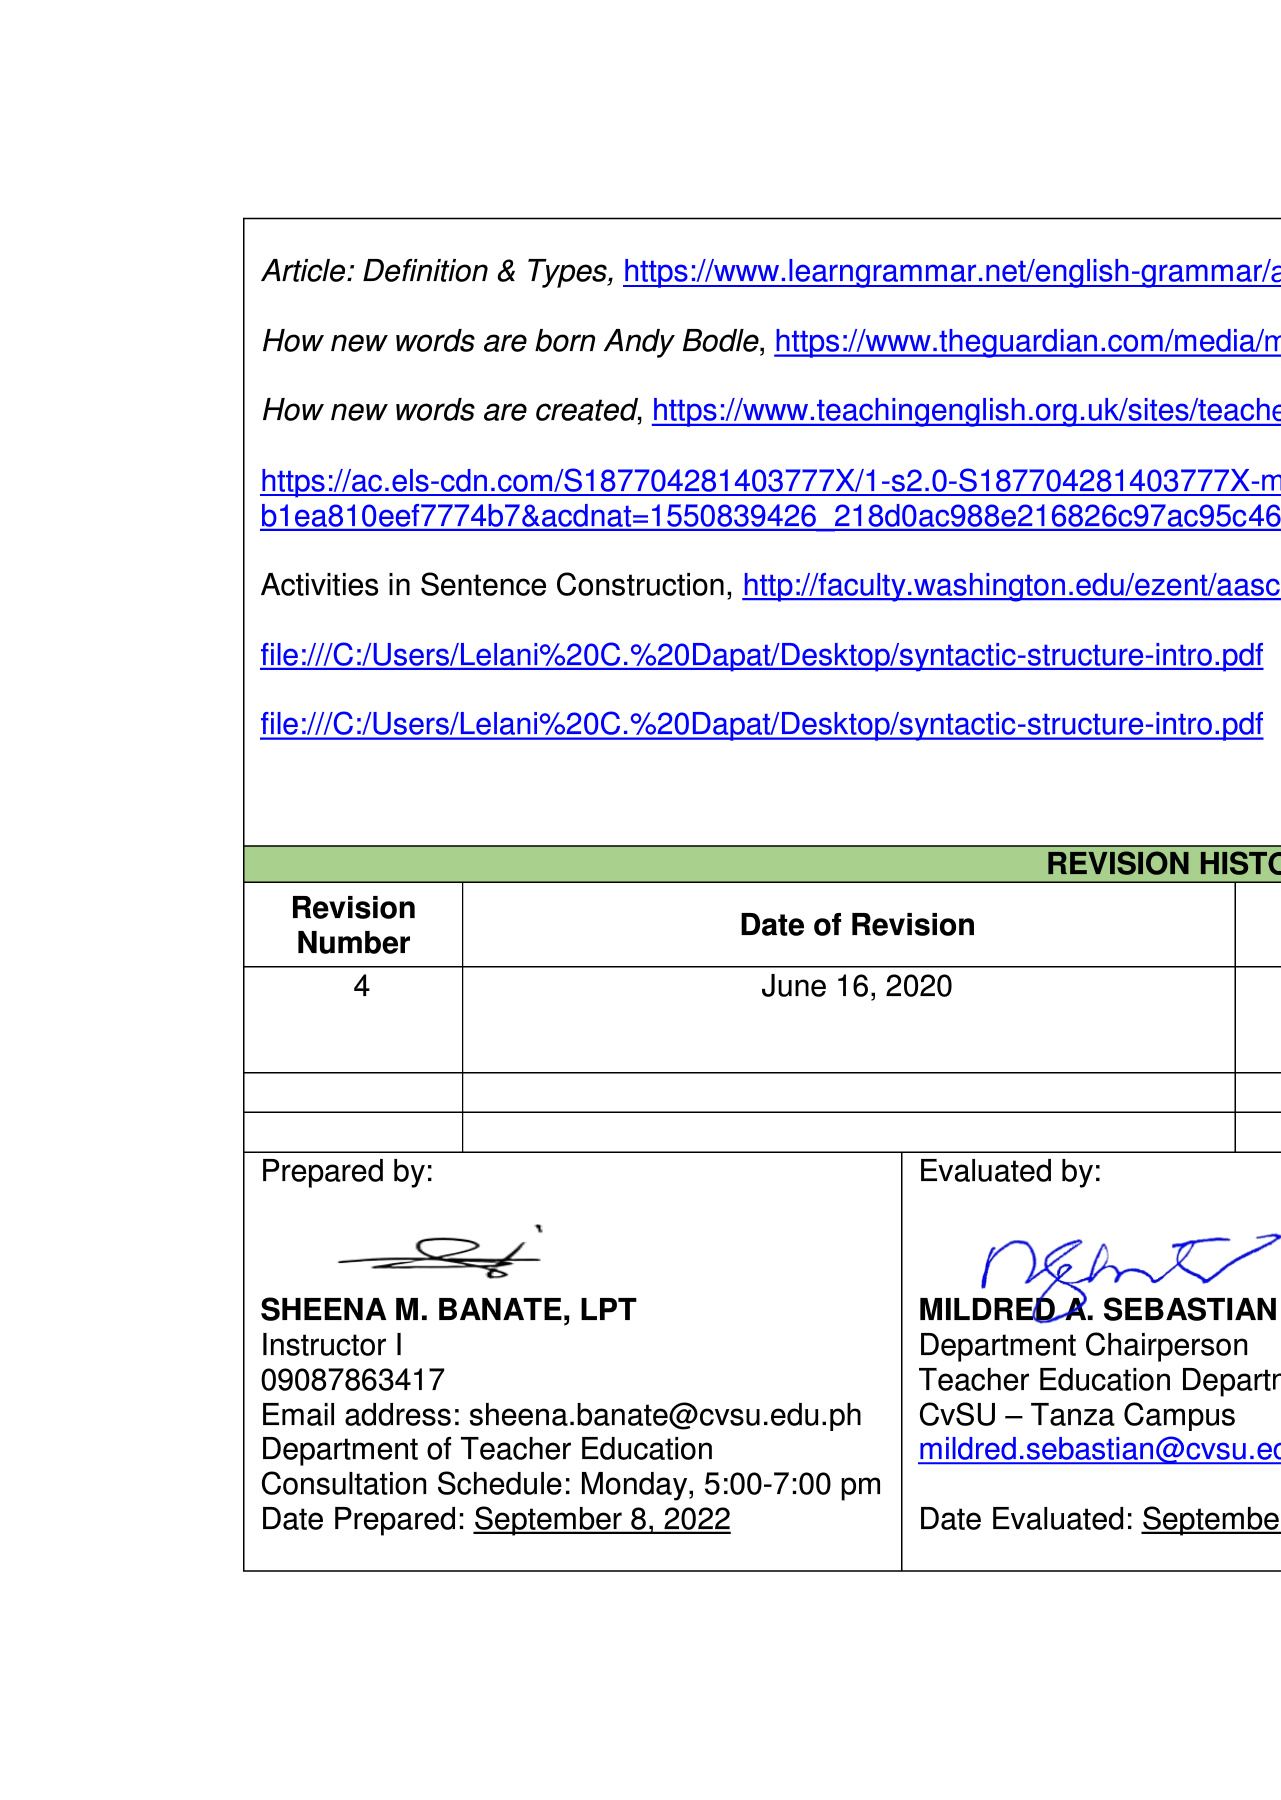 Article: Definition & Types, https://www.learngrammar.net/english-grammar/a
How new words are born Andy Bodle, https://www.theguardian.com/media/m
How new words are created, https://www.teachingenglish.org.uk/sites/teache
https://ac.els-cdn.com/S187704281403777X/1-s2.0-S187704281403777X-m
b1ea810eef7774b7&acdnat=1550839426_218d0ac988e216826c97ac95c46
Activities in Sentence Construction, http://faculty.washington.edu/ezent/aasc
file:///C:/Users/Lelani%20C.%20Dapat/Desktop/syntactic-structure-intro.pdf
file:///C:/Users/Lelani%20C.%20Dapat/Desktop/syntactic-structure-intro.pdf
REVISION HISTO
Revision
Number
Date of Revision
4
June 16, 2020
Prepared by:
SHEENA M. BANATE, LPT
Instructor I
09087863417
Email address: sheena.banate@cvsu.edu.ph
Department of Teacher Education
Consultation Schedule: Monday, 5:00-7:00 pm
Date Prepared: September 8, 2022
Evaluated by:
MILDRED A. SEBASTIAN
Department Chairperson
Teacher Education Departm
CvSU – Tanza Campus
mildred.sebastian@cvsu.ed
Date Evaluated: Septembe